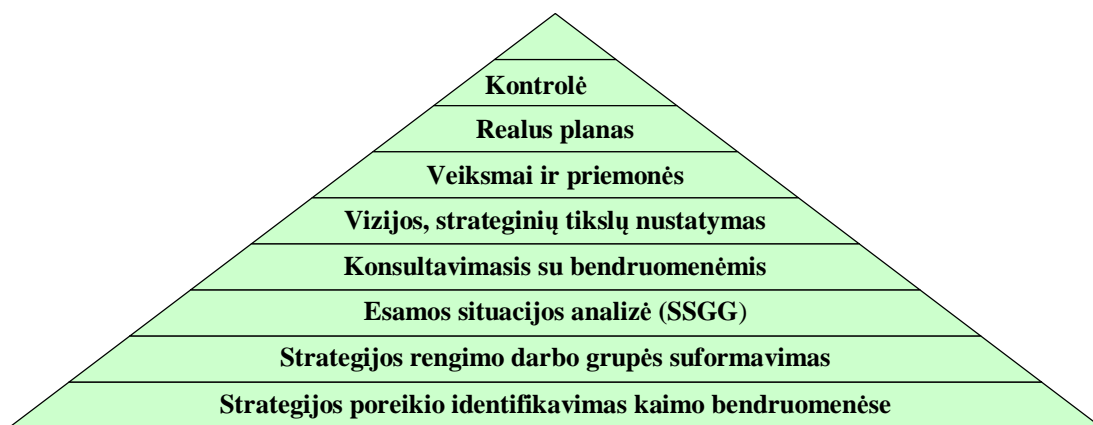 Kontrolė
Realus planas
Veiksmai ir priemonės
Vizijos, strateginių tikslų nustatymas
Konsultavimasis su bendruomenėmis
Esamos situacijos analizė (SSGG)
Strategijos rengimo darbo grupės suformavimas
Strategijos poreikio identifikavimas kaimo bendruomenėse